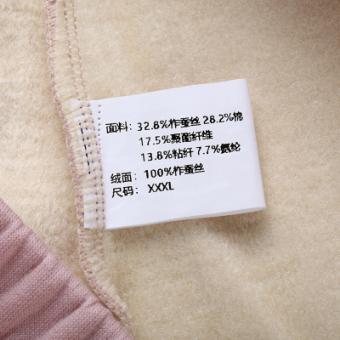 面料：32.8%柞蚕丝 28.2%棉
17.5%聚酯纤维
13.8%粘纤 7.7%氨纶
绒面：100%柞蚕丝
尺码：XXXL